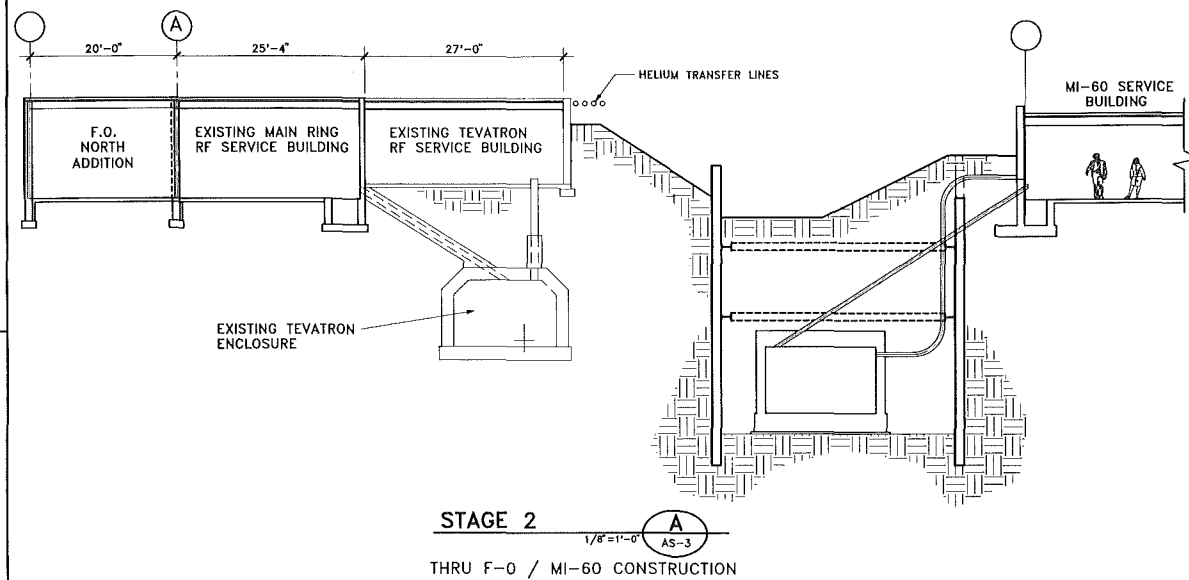 A
20'-0"
25'-4"
27'-0"
HELIUM TRANSFER LINES
MI-60 SERVICE
BUILDING
F.O.
NORTH
ADDITION
EXISTING MAIN RING
RF SERVICE BUILDING
EXISTING TEVATRON
RF SERVICE BUILDING
EXISTING TEVATRON
ENCLOSURE
STAGE 2
1/8"=1'-0"
A
AS-3
THRU F-0 / MI-60 CONSTRUCTION